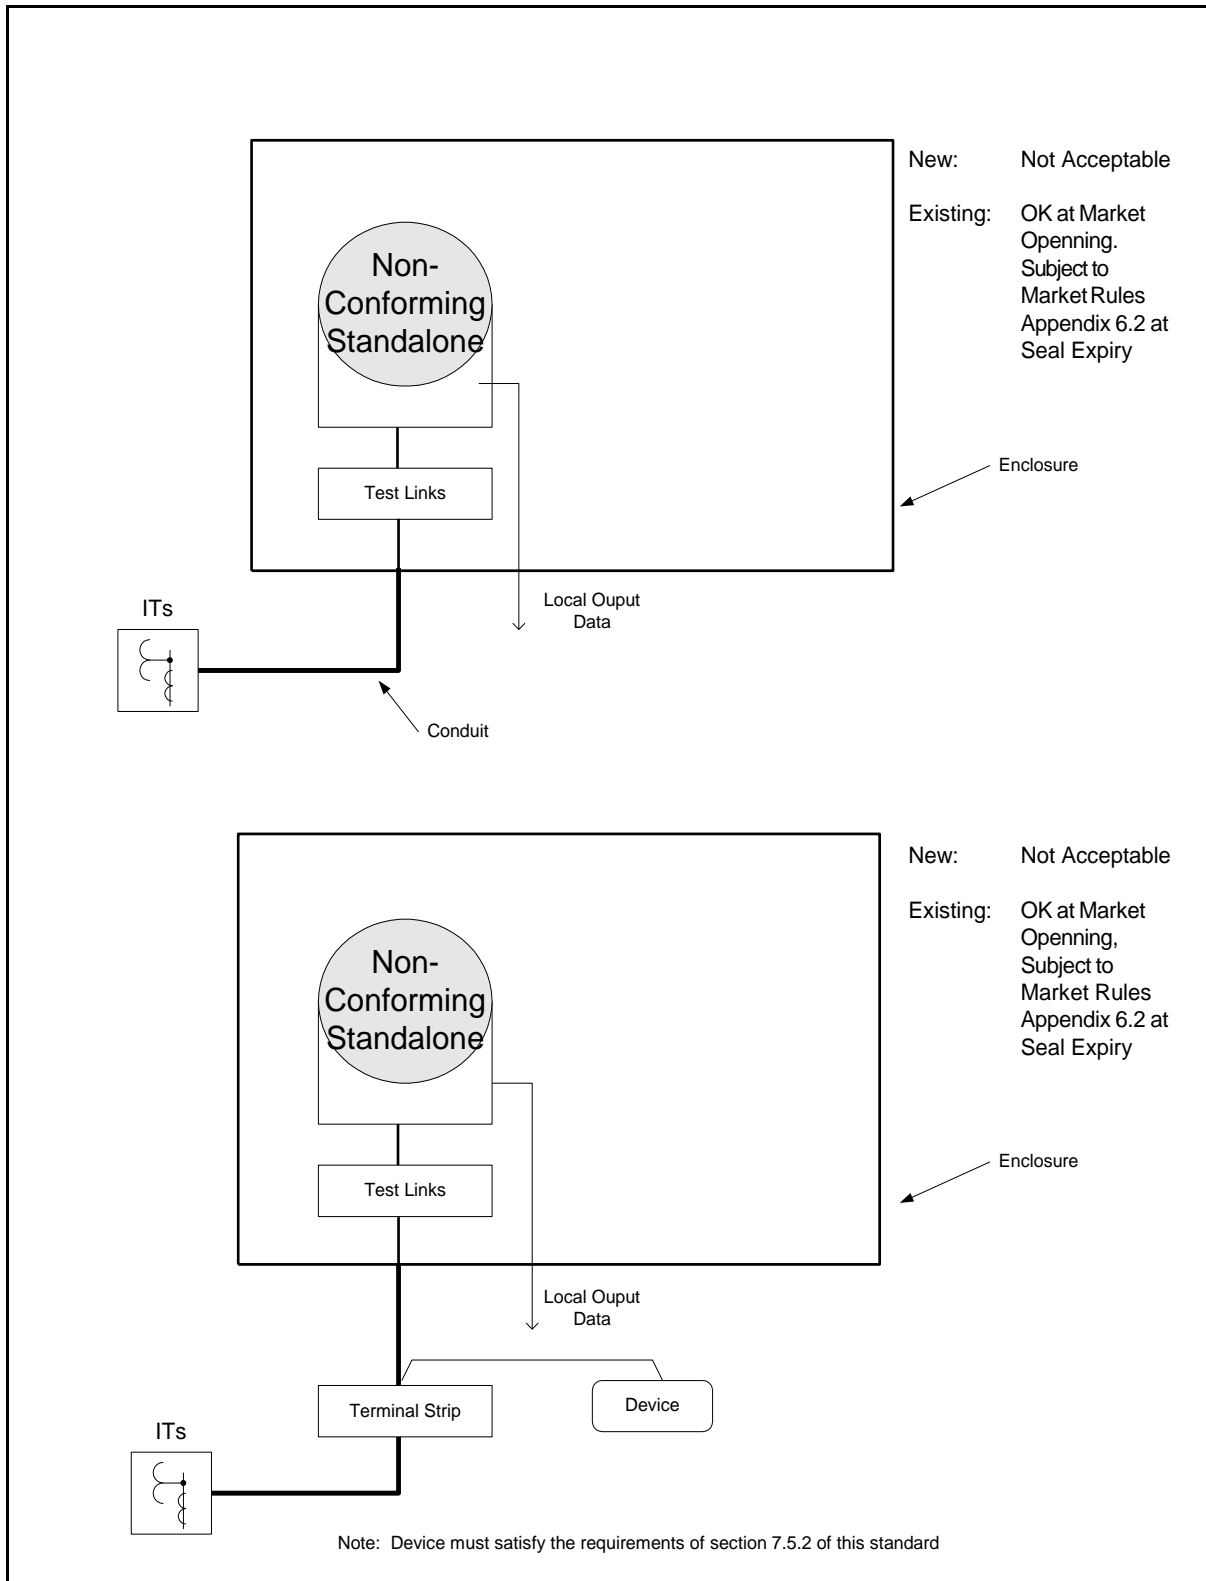 New: Not Acceptable
Existing: OK at Market
Openning.
Subject to
Market Rules
Appendix 6.2 at
Seal Expiry
Non-
Conforming
Standalone
Enclosure
Test Links
Local Ouput
Data
ITs
Conduit
New: Not Acceptable
Existing: OK at Market
Openning,
Subject to
Market Rules
Appendix 6.2 at
Seal Expiry
Non-
Conforming
Standalone
Enclosure
Test Links
Local Ouput
Data
Terminal Strip
Device
ITs
Note: Device must satisfy the requirements of section 7.5.2 of this standard